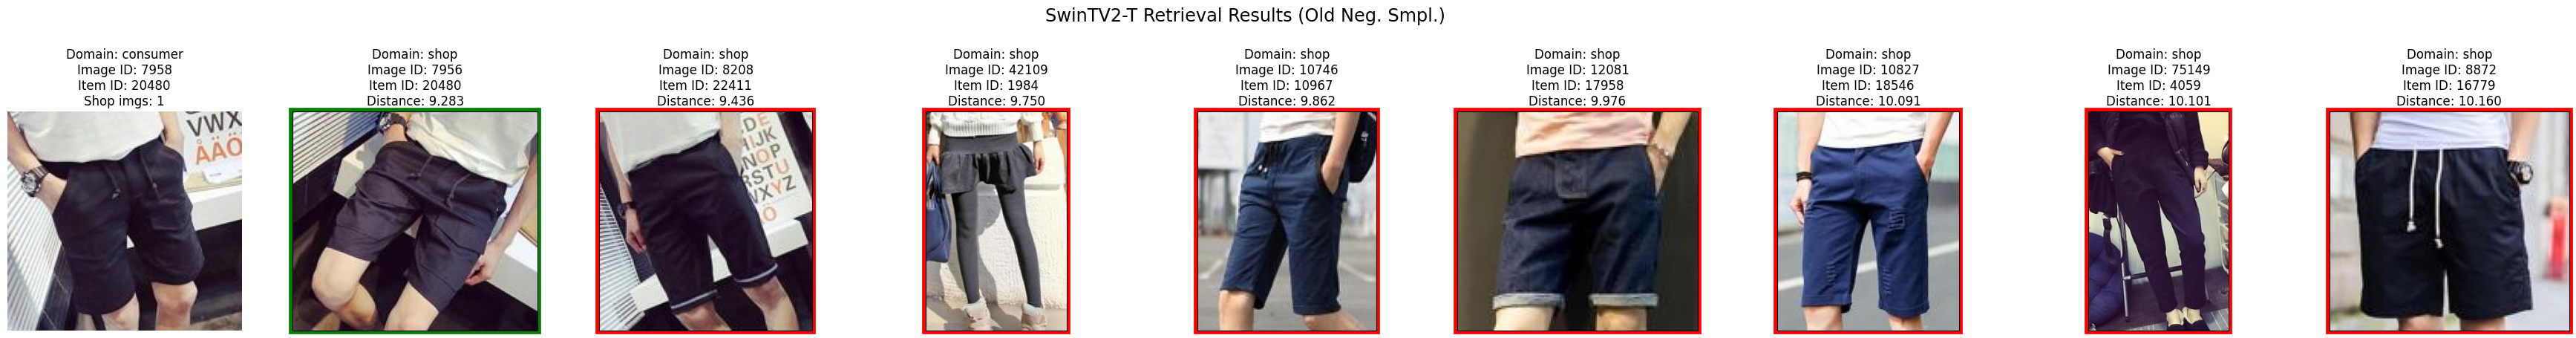 SwinTV2-T Retrieval Results (Old Neg. Smpl.)
Domain: consumer
Image ID: 7958
Item ID: 20480
Shop imgs: 1
Domain: shop
Image ID: 7956
Item ID: 20480
Distance: 9.283
Domain: shop
Image ID: 8208
Item ID: 22411
Distance: 9.436
Domain: shop
Image ID: 42109
Item ID: 1984
Distance: 9.750
Domain: shop
Image ID: 10746
Item ID: 10967
Distance: 9.862
Domain: shop
Image ID: 12081
Item ID: 17958
Distance: 9.976
Domain: shop
Image ID: 10827
Item ID: 18546
Distance: 10.091
Domain: shop
Image ID: 75149
Item ID: 4059
Distance: 10.101
Domain: shop
Image ID: 8872
Item ID: 16779
Distance: 10.160
VWX
ÅÄÖ
DE
HIJK
NOP
RSTU
WXYZ
Ö